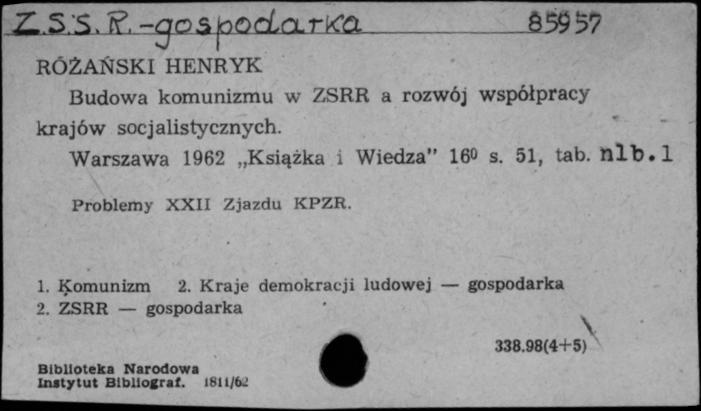 Z.S.S.R.-gospodarka 85957
RÓŻAŃSKI HENRYK
Budowa komunizmu w ZSRR a rozwój współpracy
krajów socjalistycznych.
Warszawa 1962 „Książka i Wiedza” 16⁰ s. 51, tab. nlb.1
Problemy XXII Zjazdu KPZR.
1. Komunizm 2. Kraje demokracji ludowej — gospodarka
2. ZSRR — gospodarka
338.98(4+5)
Biblioteka Narodowa
Instytut Bibliograf. 1811/62